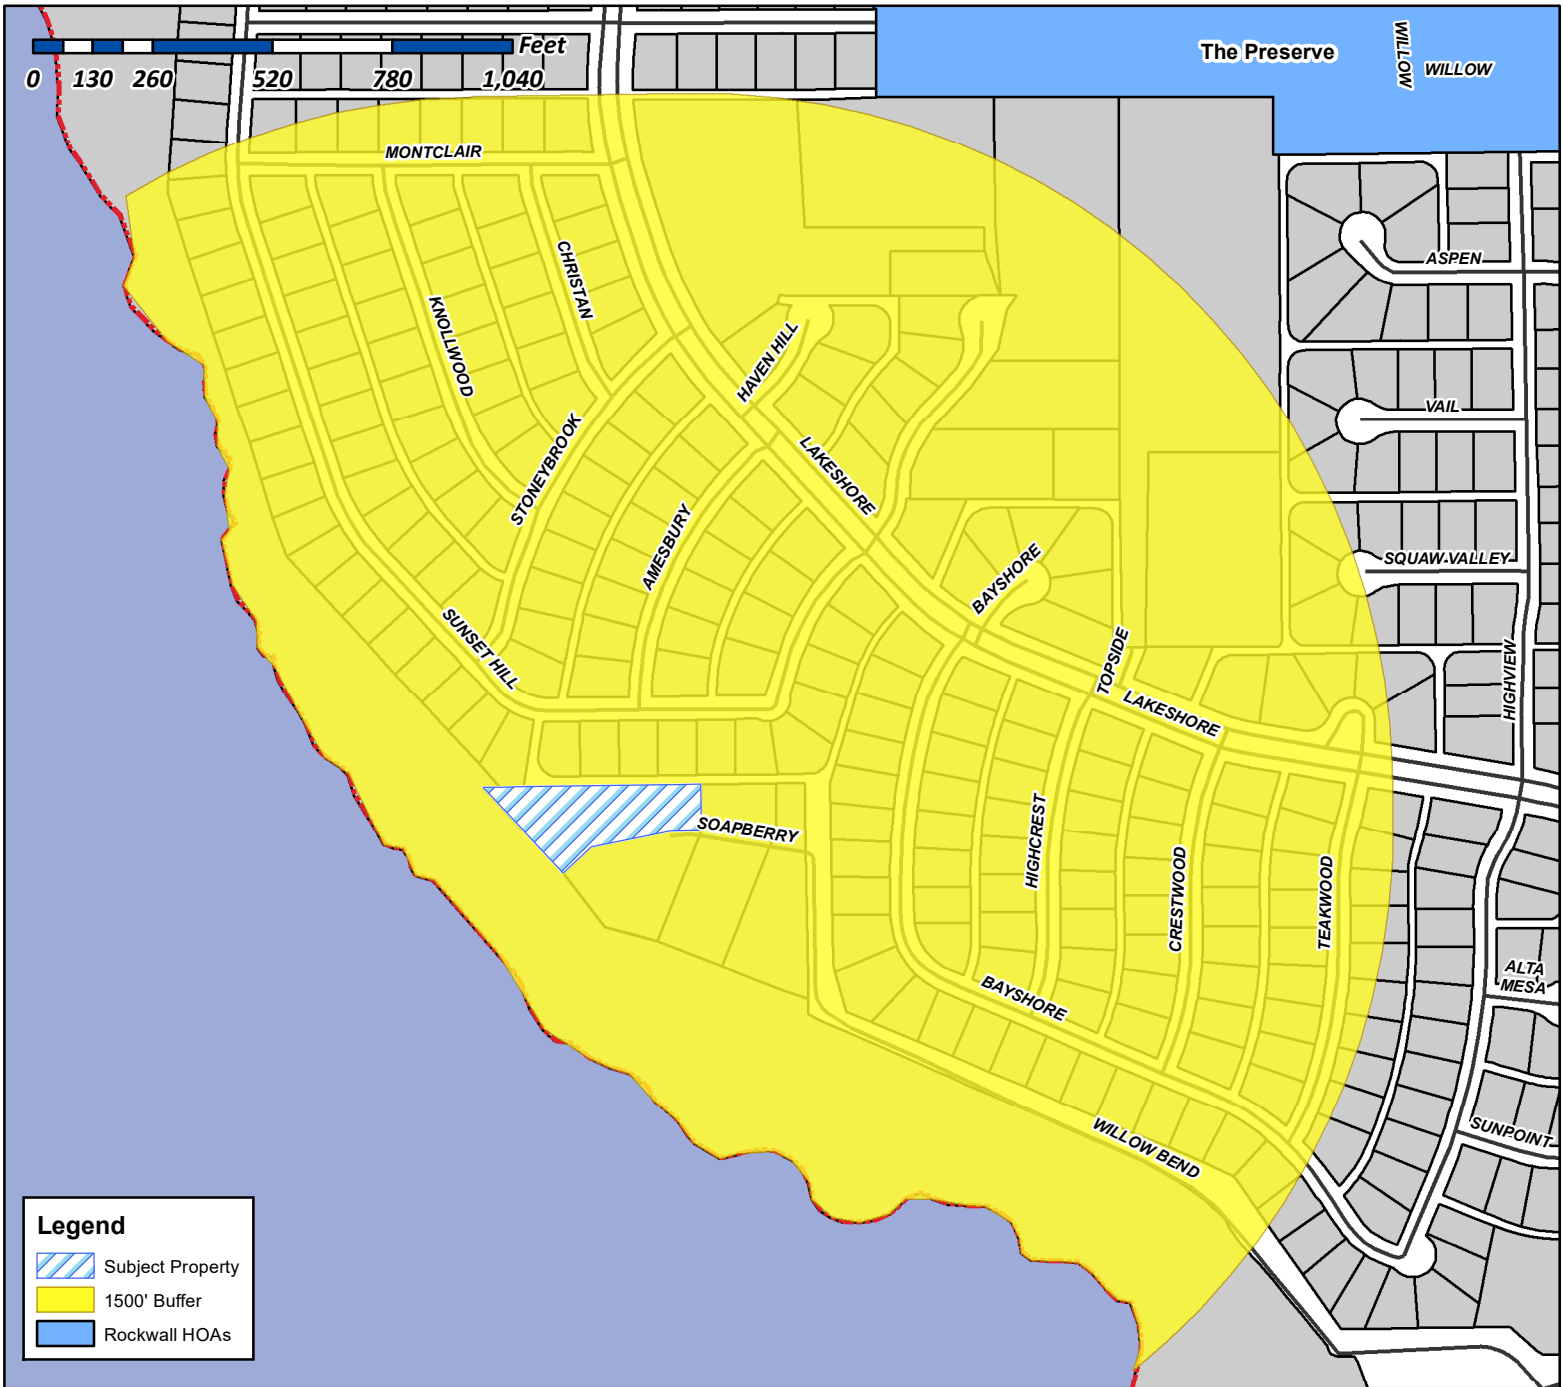 Feet
0 130 260 520 780 1,040
The Preserve
WILLOW
WILLOW
MONTCLAIR
ASPEN
CHRISTAN
KNOLLWOOD
HAVEN HILL
VAIL
STONEYBROOK
LAKESHORE
AMESBURY
BAYSHORE
SQUAW VALLEY
SUNSET HILL
TOPSIDE
HIGHVIEW
LAKESHORE
SOAPBERRY
HIGHCREST
CRESTWOOD
TEAKWOOD
BAYSHORE
ALTA
MESA
WILLOW BEND
SUNPOINT
Legend
Subject Property
1500' Buffer
Rockwall HOAs